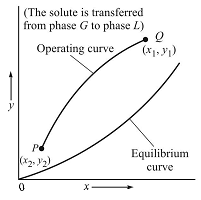 (The solute is transferred
from phase G to phase L)
Operating curve
Q
(x₁, y₁)
y
P
(x₂, y₂)
Equilibrium
curve
0
x